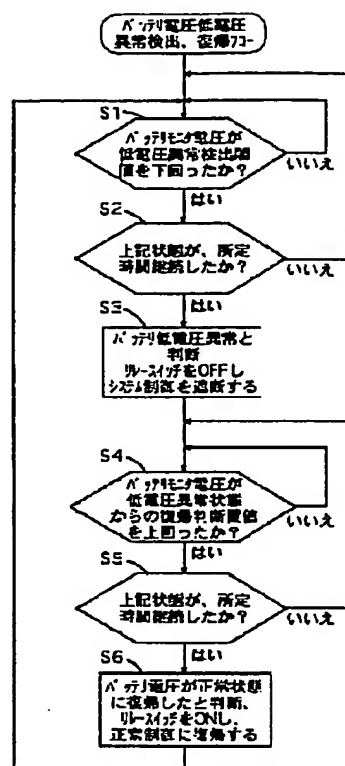 バッテリ電圧低電圧
異常検出、復帰フロー
S1
バッテリモニタ電圧が
低電圧異常検出閾
値を下回ったか?
いいえ
はい
S2
上記状態が、所定
時間継続したか?
いいえ
はい
S3
バッテリ低電圧異常と
判断
リレースイッチをOFFし
システム制御を遮断する
S4
バッテリモニタ電圧が
低電圧異常状態
からの復帰判断閾値
を上回ったか?
いいえ
はい
S5
上記状態が、所定
時間継続したか?
いいえ
はい
S6
バッテリ電圧が正常状態
に復帰したと判断、
リレースイッチをONし、
正常制御に復帰する